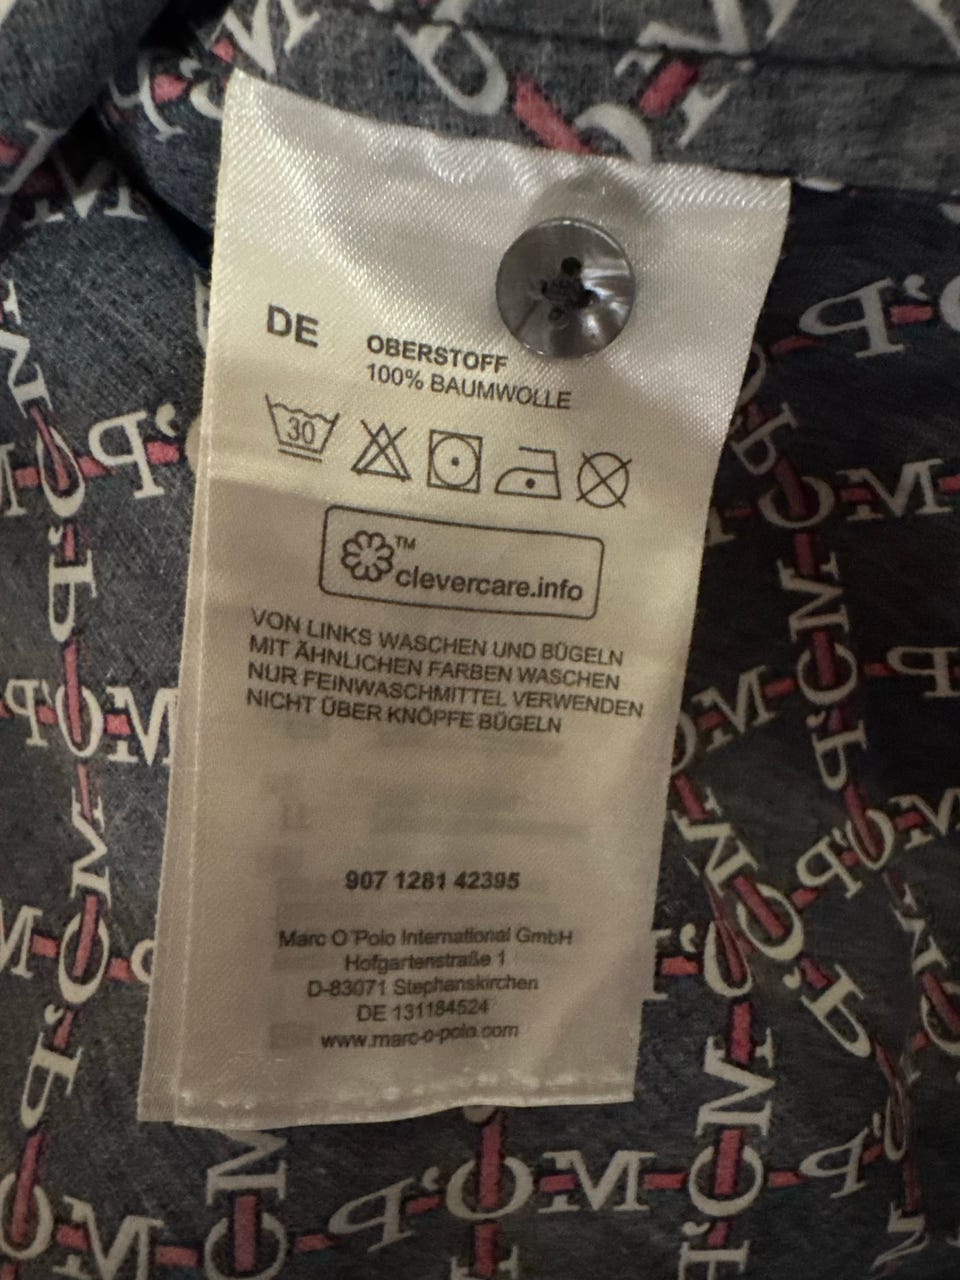 DE
OBERSTOFF
100% BAUMWOLLE
30
™
clevercare.info
VON LINKS WASCHEN UND BÜGELN
MIT ÄHNLICHEN FARBEN WASCHEN
NUR FEINWASCHMITTEL VERWENDEN
NICHT ÜBER KNÖPFE BÜGELN
907 1281 42395
Marc O'Polo International GmbH
Hofgartenstraße 1
D-83071 Stephanskirchen
DE 131184524
www.marc-o-polo.com